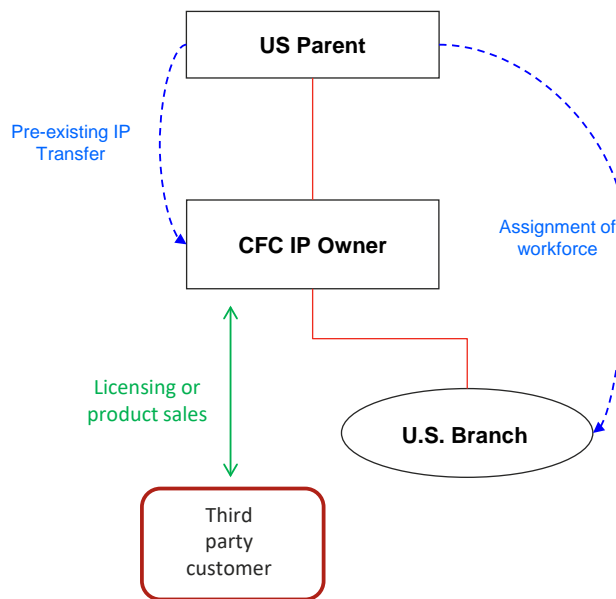 US Parent
Pre-existing IP
Transfer
Assignment of
workforce
CFC IP Owner
Licensing or
product sales
U.S. Branch
Third
party
customer